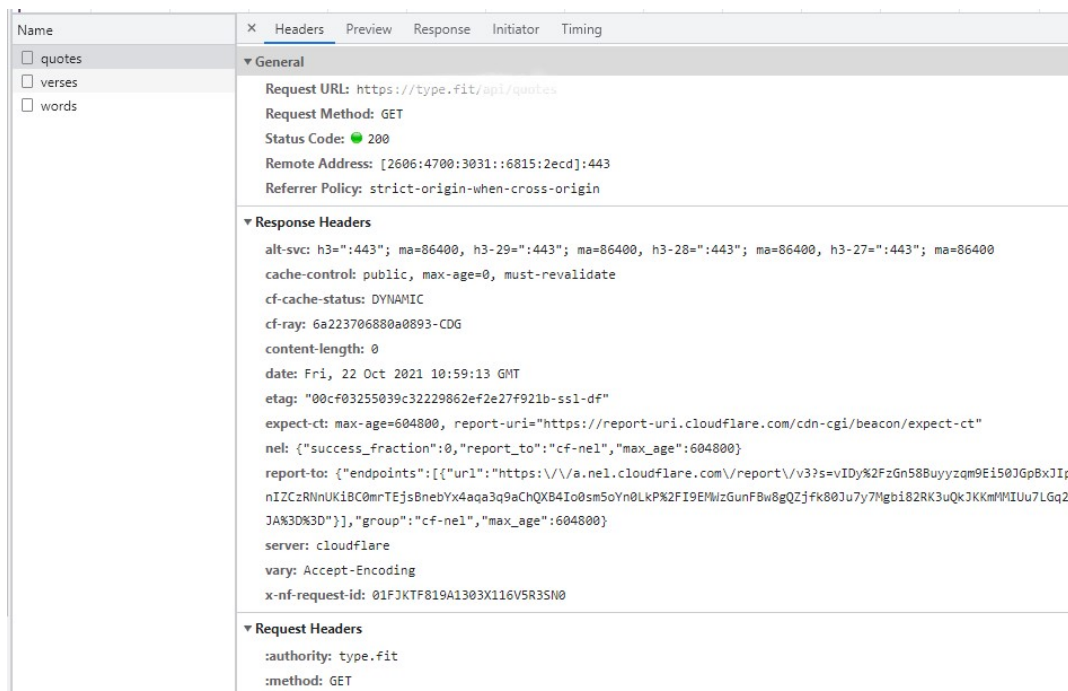 Name
× Headers Preview Response Initiator Timing
quotes
verses
words
▼ General
Request URL: https://type.fit/api/quotes
Request Method: GET
Status Code: 200
Remote Address: [2606:4700:3031::6815:2ecd]:443
Referrer Policy: strict-origin-when-cross-origin
▼ Response Headers
alt-svc: h3=":443"; ma=86400, h3-29=":443"; ma=86400, h3-28=":443"; ma=86400, h3-27=":443"; ma=86400
cache-control: public, max-age=0, must-revalidate
cf-cache-status: DYNAMIC
cf-ray: 6a223706880a0893-CDG
content-length: 0
date: Fri, 22 Oct 2021 10:59:13 GMT
etag: "00cf03255039c32229862ef2e27f921b-ssl-df"
expect-ct: max-age=604800, report-uri="https://report-uri.cloudflare.com/cdn-cgi/beacon/expect-ct"
nel: {"success_fraction":0,"report_to":"cf-nel","max_age":604800}
report-to: {"endpoints":[{"url":"https:\/\/a.nel.cloudflare.com\/report\/v3?s=vIDy%2FzGn58Buyyzqm9Ei50JGpBxJIp
nIZCzRNnUKiBC0mrTEjsBnebYx4aqa3q9aChQXB4Io0sm5oYn0LkP%2FI9EMWzGunFBw8gQZjfk80Ju7y7Mgbi82RK3uQkJKKmMMIUu7LGq2
JA%3D%3D"}],"group":"cf-nel","max_age":604800}
server: cloudflare
vary: Accept-Encoding
x-nf-request-id: 01FJKTF819A1303X116V5R3SN0
▼ Request Headers
:authority: type.fit
:method: GET